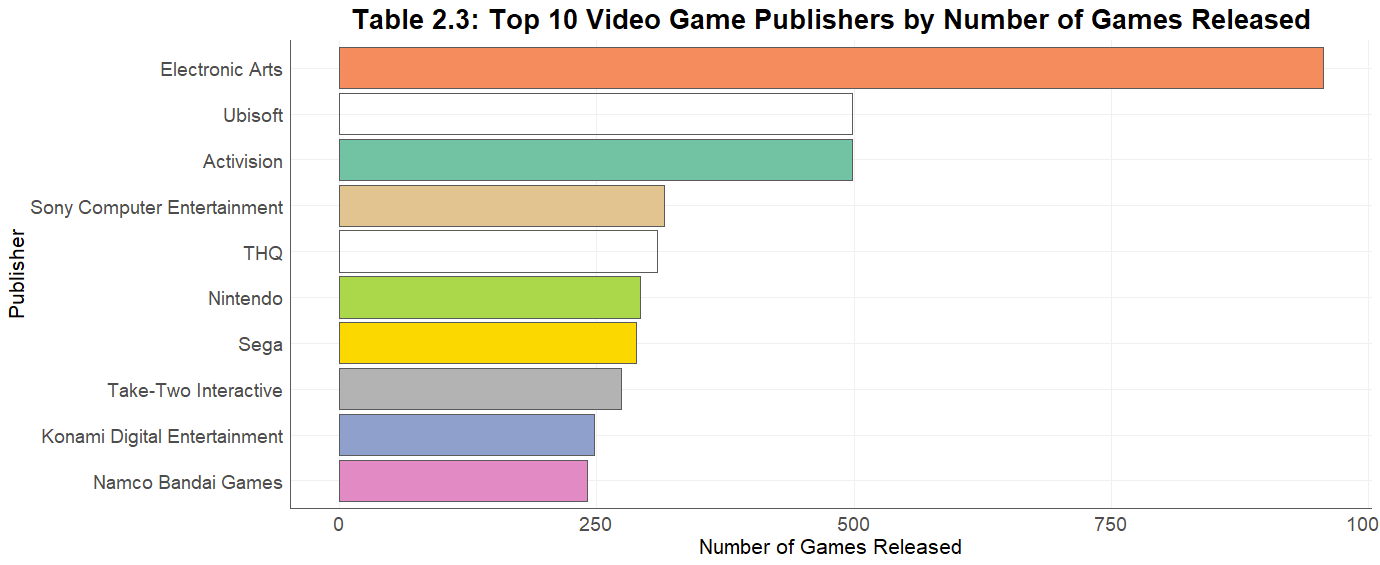 Table 2.3: Top 10 Video Game Publishers by Number of Games Released
Electronic Arts
Ubisoft
Activision
Sony Computer Entertainment
THQ
Nintendo
Sega
Take-Two Interactive
Konami Digital Entertainment
Namco Bandai Games
Publisher
0 250 500 750 100
Number of Games Released